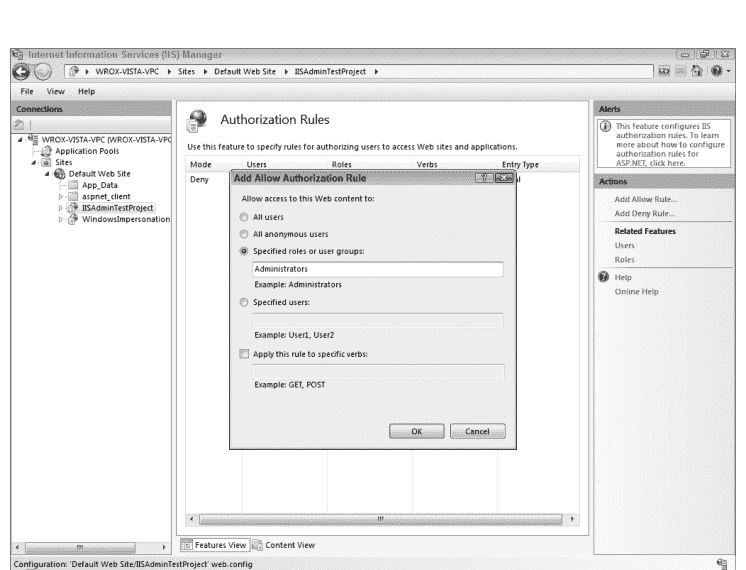 Internet Information Services (IIS) Manager
WROX-VISTA-VPC Sites Default Web Site IISAdminTestProject
File View Help
Connections
WROX-VISTA-VPC (WROX-VISTA-VPC
Application Pools
Sites
Default Web Site
App_Data
aspnet_client
IISAdminTestProject
WindowsImpersonation
Authorization Rules
Use this feature to specify rules for authorizing users to access Web sites and applications.
Mode Users Roles Verbs Entry Type
Deny
Add Allow Authorization Rule
Allow access to this Web content to:
All users
All anonymous users
Specified roles or user groups:
Administrators
Example: Administrators
Specified users:
Example: User1, User2
Apply this rule to specific verbs:
Example: GET, POST
OK Cancel
Features View Content View
Alerts
This feature configures IIS
authorization rules. To learn
more about how to configure
authorization rules for
ASP.NET, click here.
Actions
Add Allow Rule...
Add Deny Rule...
Related Features
Users
Roles
Help
Online Help
Configuration: 'Default Web Site/IISAdminTestProject' web.config